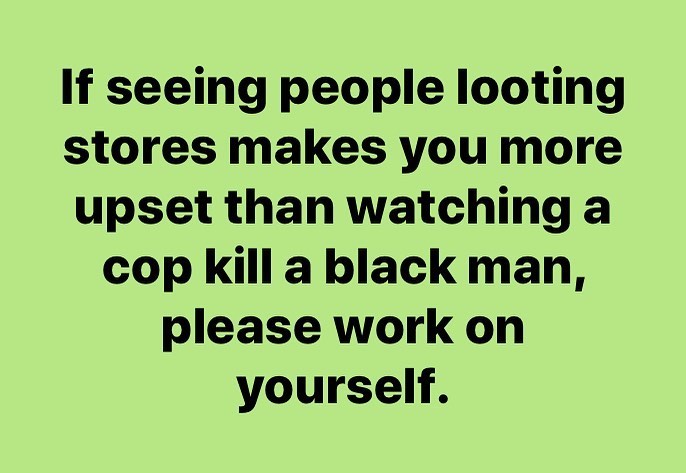 If seeing people looting
stores makes you more
upset than watching a
cop kill a black man,
please work on
yourself.